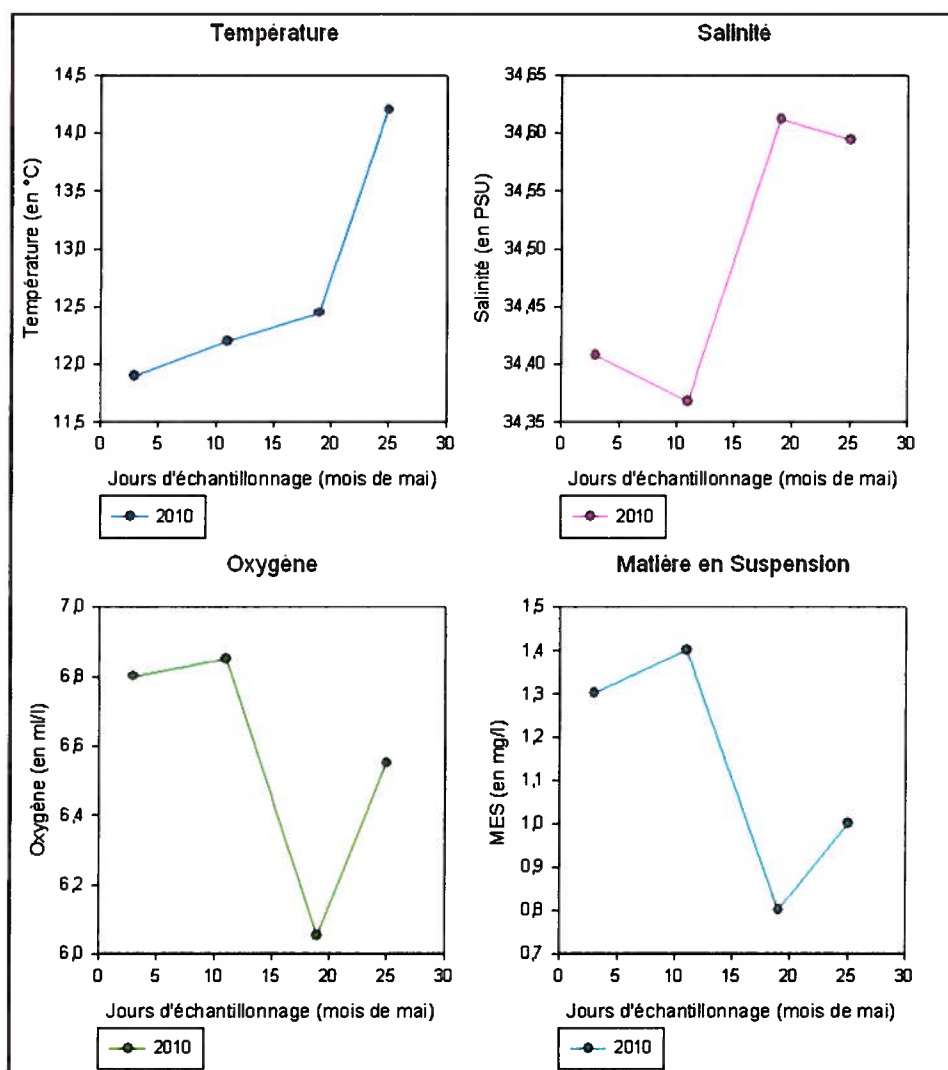 Température
14,5
14,0
13,5
13,0
12,5
12,0
11,5
0 5 10 15 20 25 30
Température (en °C)
Jours d'échantillonnage (mois de mai)
2010
Salinité
34,65
34,60
34,55
34,50
34,45
34,40
34,35
0 5 10 15 20 25 30
Salinité (en PSU)
Jours d'échantillonnage (mois de mai)
2010
Oxygène
7,0
6,8
6,6
6,4
6,2
6,0
0 5 10 15 20 25 30
Oxygène (en ml/l)
Jours d'échantillonnage (mois de mai)
2010
Matière en Suspension
1,5
1,4
1,3
1,2
1,1
1,0
0,9
0,8
0,7
0 5 10 15 20 25 30
MES (en mg/l)
Jours d'échantillonnage (mois de mai)
2010